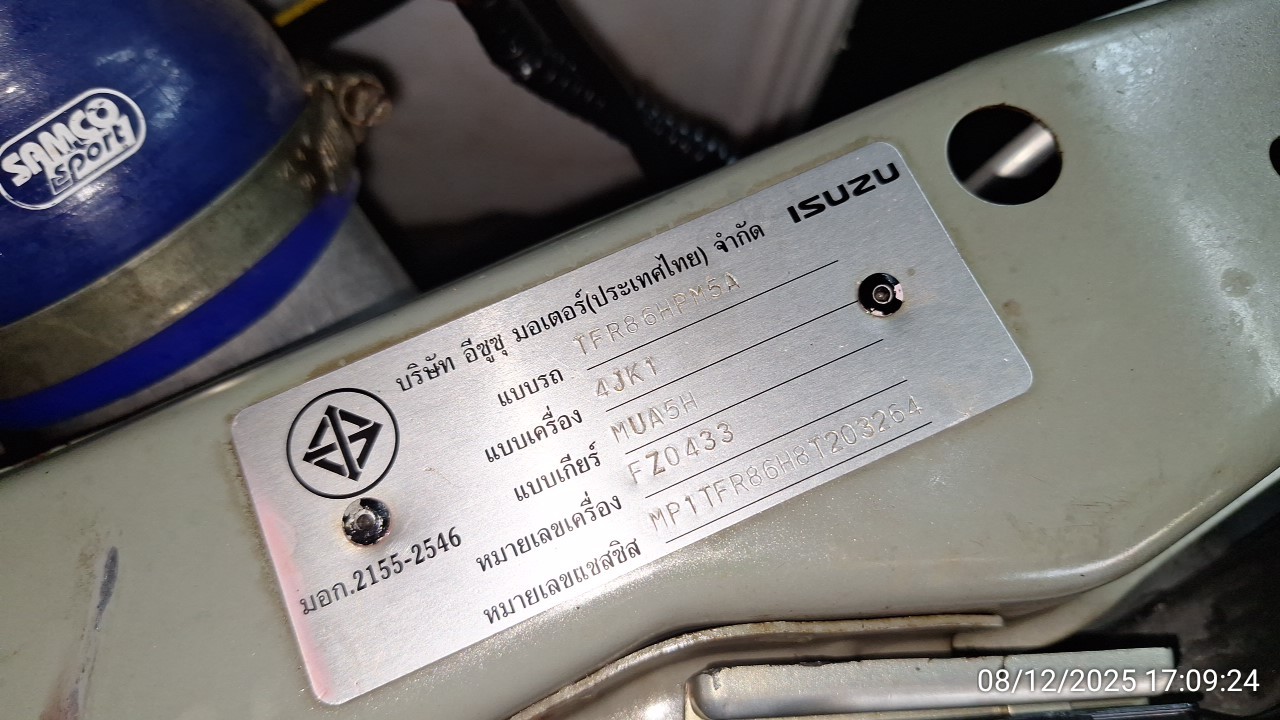 SAMCO
sport
ISUZU
บริษัท อีซูซุ มอเตอร์(ประเทศไทย) จำกัด
แบบรถ TFR86HPM5A
แบบเครื่อง 4JK1
แบบเกียร์ MUA5H
หมายเลขเครื่อง FZ0433
หมายเลขแชสซิส MP1TFR86H8T203264
มอก.2155-2546
08/12/2025 17:09:24